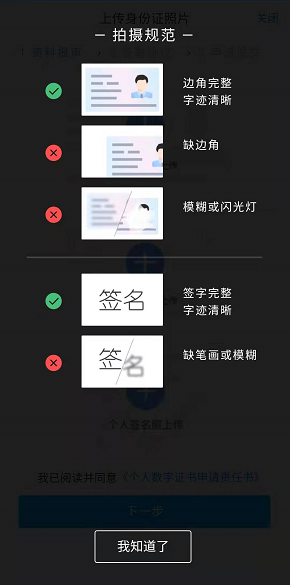 上传身份证照片
关闭
— 拍摄规范 —
边角完整
字迹清晰
缺边角
模糊或闪光灯
签名
签字完整
字迹清晰
签名
缺笔画或模糊
个人签名照上传
我已阅读并同意《个人数字证书申请责任书》
下一步
我知道了